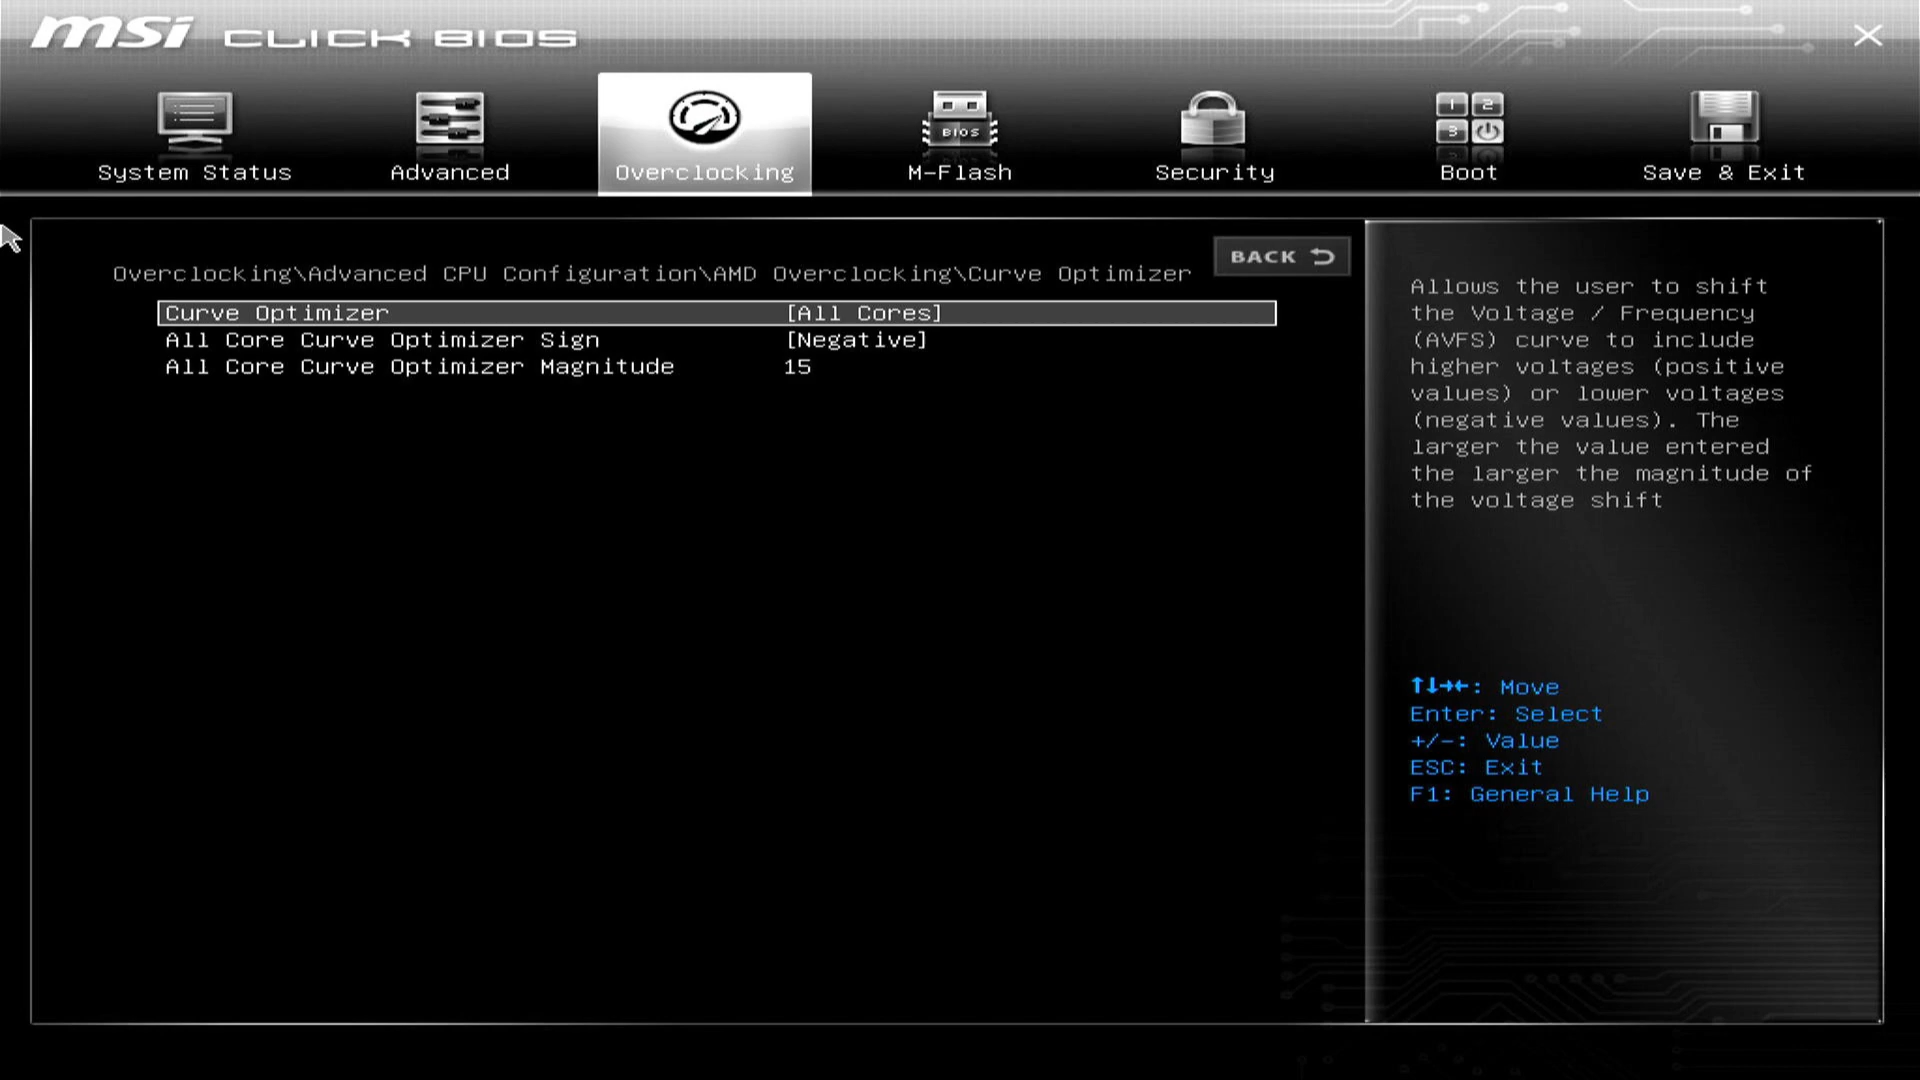 msi CLICK BIOS
BIOS
1 2
3
System Status Advanced Overclocking M-Flash Security Boot Save & Exit
BACK
Overclocking\Advanced CPU Configuration\AMD Overclocking\Curve Optimizer
Curve Optimizer [All Cores]
All Core Curve Optimizer Sign [Negative]
All Core Curve Optimizer Magnitude 15
Allows the user to shift
the Voltage / Frequency
(AVFS) curve to include
higher voltages (positive
values) or lower voltages
(negative values). The
larger the value entered
the larger the magnitude of
the voltage shift
↑↓→←: Move
Enter: Select
+/-: Value
ESC: Exit
F1: General Help